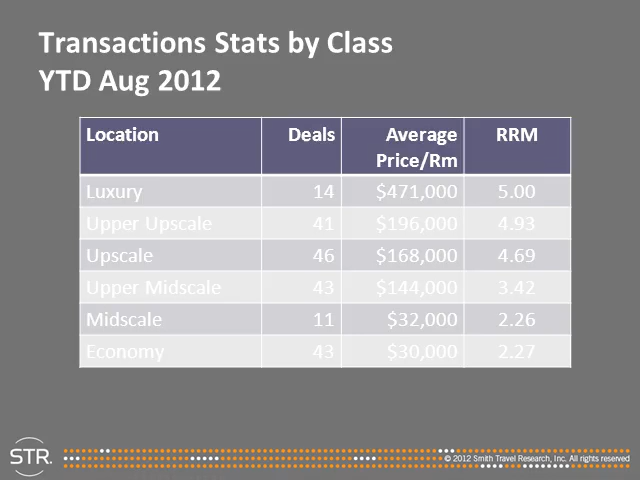 Transactions Stats by Class
YTD Aug 2012
Location Deals Average Price/Rm RRM
Luxury 14 $471,000 5.00
Upper Upscale 41 $196,000 4.93
Upscale 46 $168,000 4.69
Upper Midscale 43 $144,000 3.42
Midscale 11 $32,000 2.26
Economy 43 $30,000 2.27
STR.
© 2012 Smith Travel Research, Inc. All rights reserved